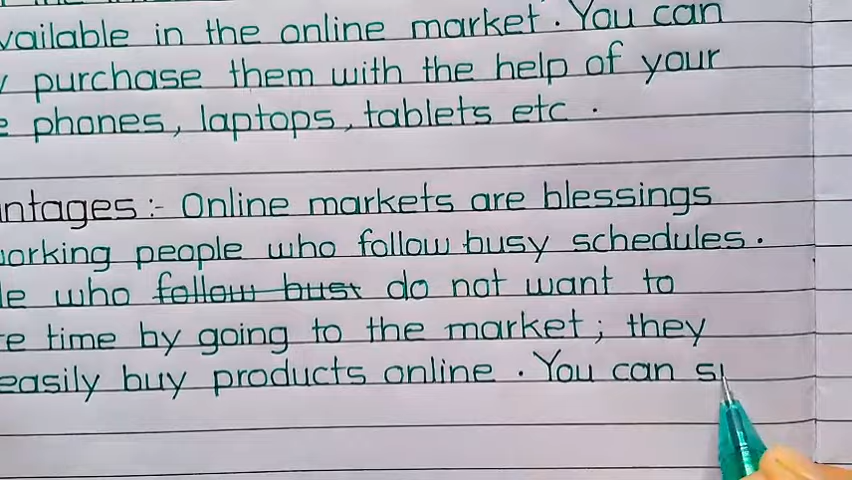 vailable in the online market. You can
y purchase them with the help of your
e phones, laptops, tablets etc.
ntages :- Online markets are blessings
orking people who follow busy schedules.
le who follow bust do not want to
e time by going to the market; they
easily buy products online. You can s